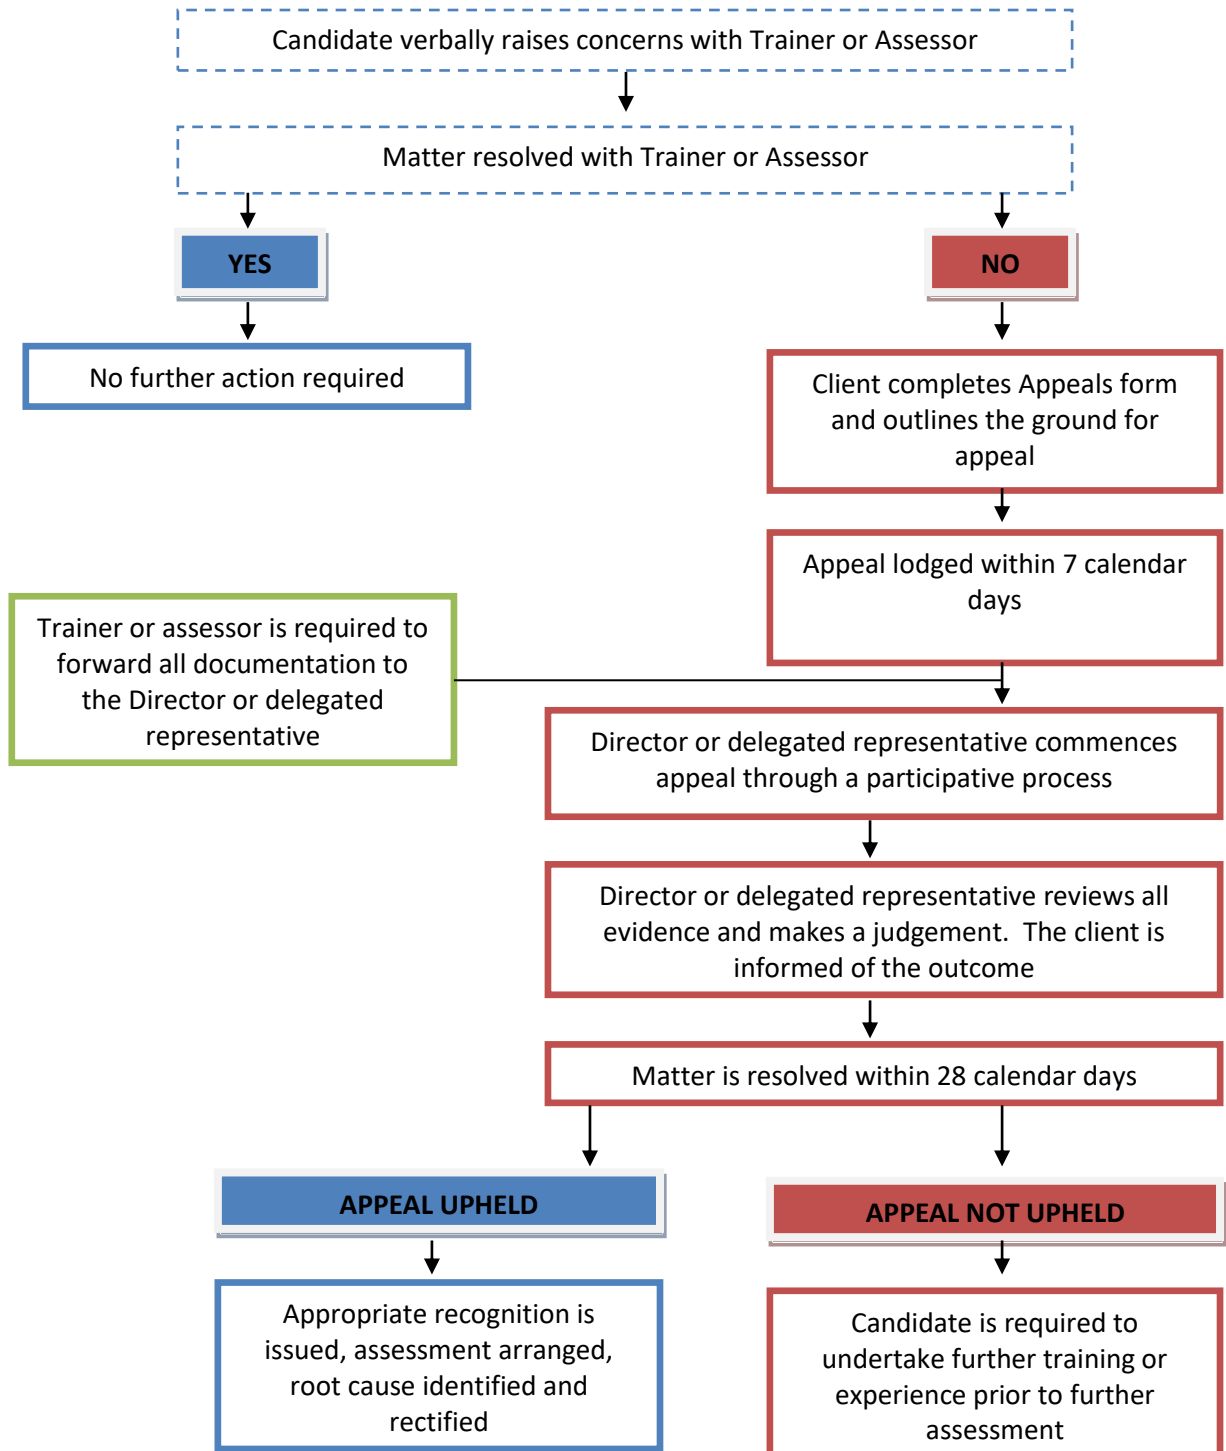 Candidate verbally raises concerns with Trainer or Assessor
Matter resolved with Trainer or Assessor
YES
NO
No further action required
Client completes Appeals form
and outlines the ground for
appeal
Appeal lodged within 7 calendar
days
Trainer or assessor is required to
forward all documentation to
the Director or delegated
representative
Director or delegated representative commences
appeal through a participative process
Director or delegated representative reviews all
evidence and makes a judgement.  The client is
informed of the outcome
Matter is resolved within 28 calendar days
APPEAL UPHELD
APPEAL NOT UPHELD
Appropriate recognition is
issued, assessment arranged,
root cause identified and
rectified
Candidate is required to
undertake further training or
experience prior to further
assessment